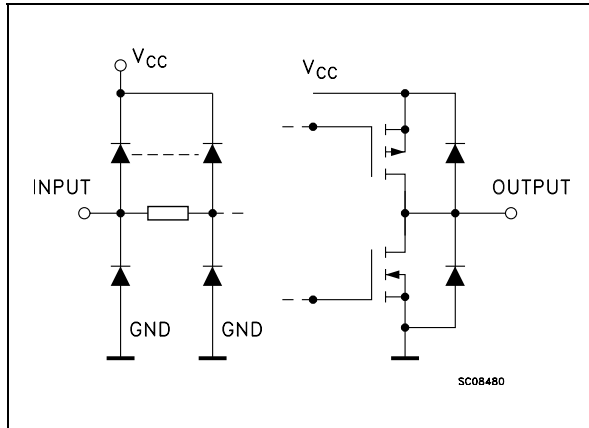 VCC
VCC
INPUT
OUTPUT
GND
GND
SC08480